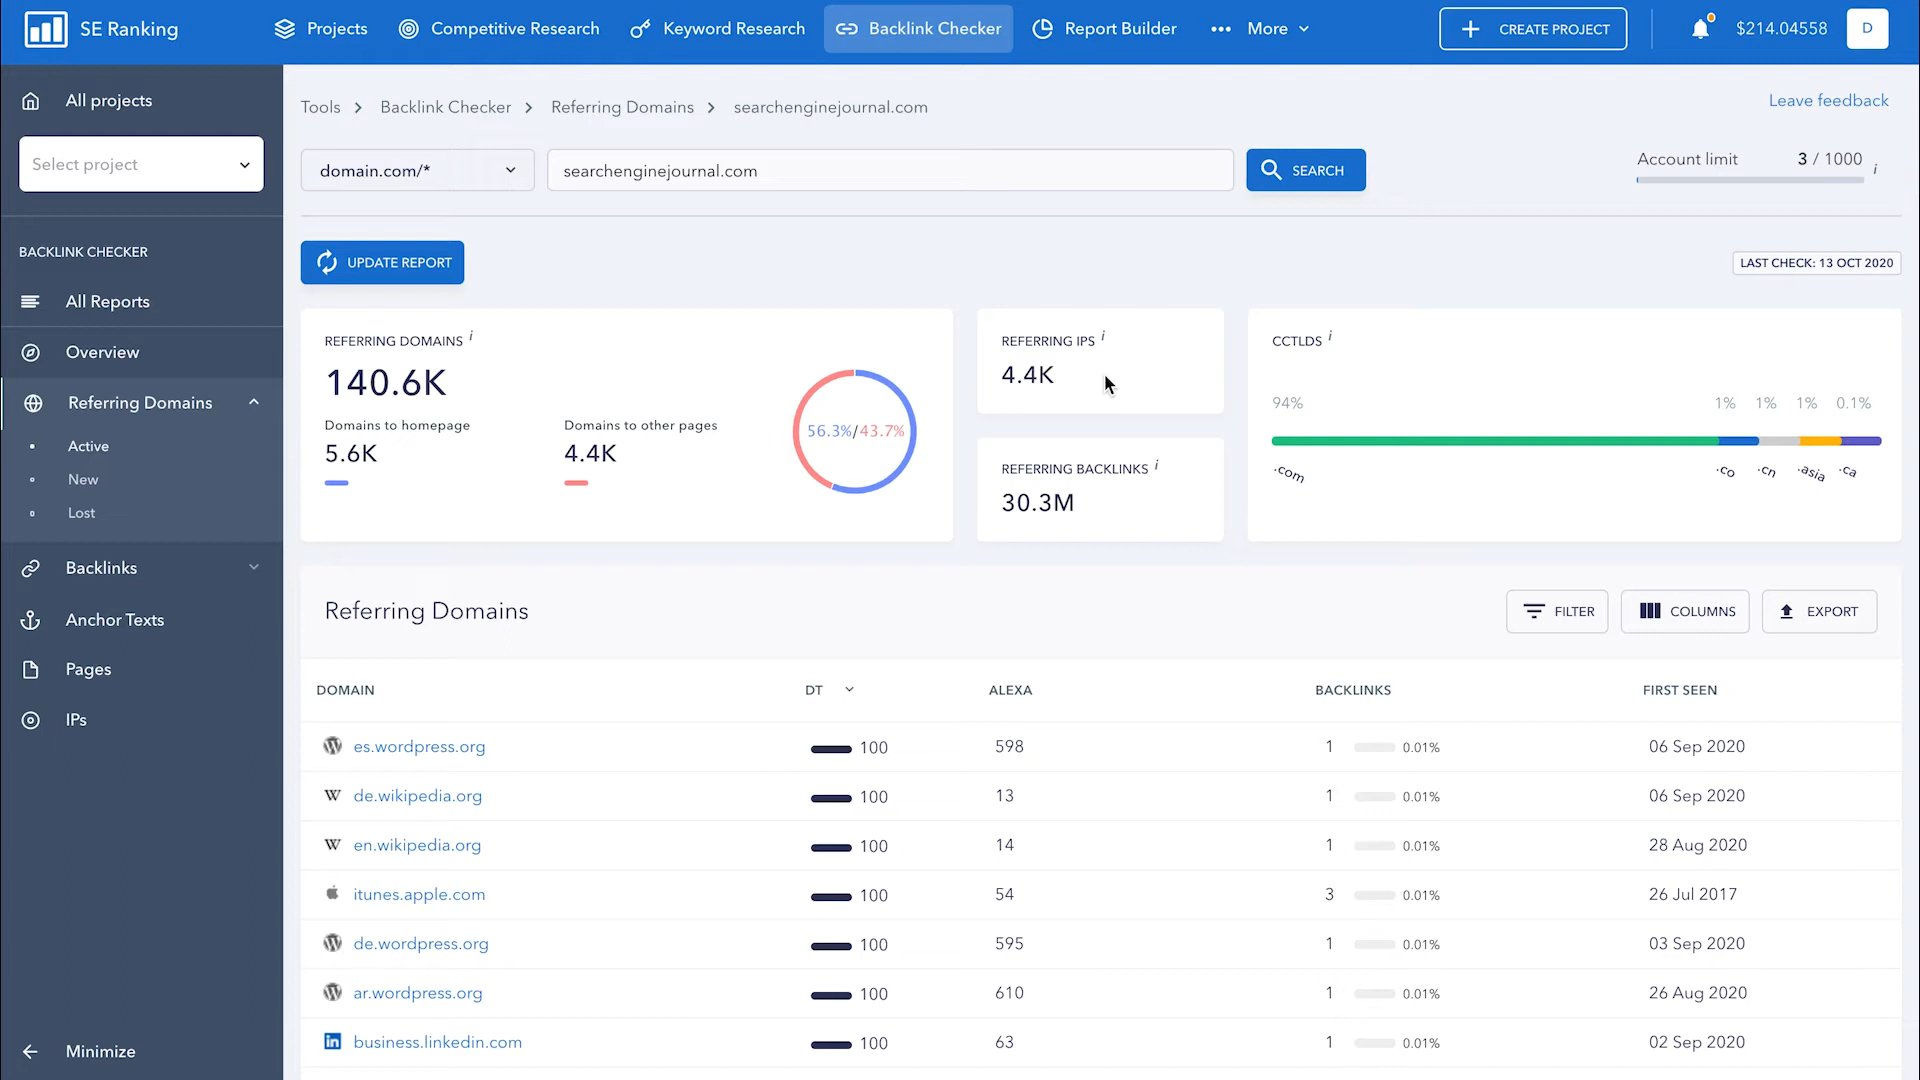 SE Ranking
Projects
Competitive Research
Keyword Research
Backlink Checker
Report Builder
More
CREATE PROJECT
$214.04558
D
All projects
Select project
BACKLINK CHECKER
All Reports
Overview
Referring Domains
Active
New
Lost
Backlinks
Anchor Texts
Pages
IPs
Minimize
Tools > Backlink Checker > Referring Domains > searchenginejournal.com
Leave feedback
domain.com/*
searchenginejournal.com
SEARCH
Account limit 3 / 1000 i
UPDATE REPORT
LAST CHECK: 13 OCT 2020
REFERRING DOMAINS i
140.6K
Domains to homepage
5.6K
Domains to other pages
4.4K
56.3%/43.7%
REFERRING IPS i
4.4K
REFERRING BACKLINKS i
30.3M
CCTLDS i
94% 1% 1% 1% 0.1%
.com .co .cn .asia .ca
Referring Domains
FILTER
COLUMNS
EXPORT
DOMAIN DT ALEXA BACKLINKS FIRST SEEN
es.wordpress.org 100 598 1 0.01% 06 Sep 2020
W de.wikipedia.org 100 13 1 0.01% 06 Sep 2020
W en.wikipedia.org 100 14 1 0.01% 28 Aug 2020
itunes.apple.com 100 54 3 0.01% 26 Jul 2017
de.wordpress.org 100 595 1 0.01% 03 Sep 2020
ar.wordpress.org 100 610 1 0.01% 26 Aug 2020
in business.linkedin.com 100 63 1 0.01% 02 Sep 2020